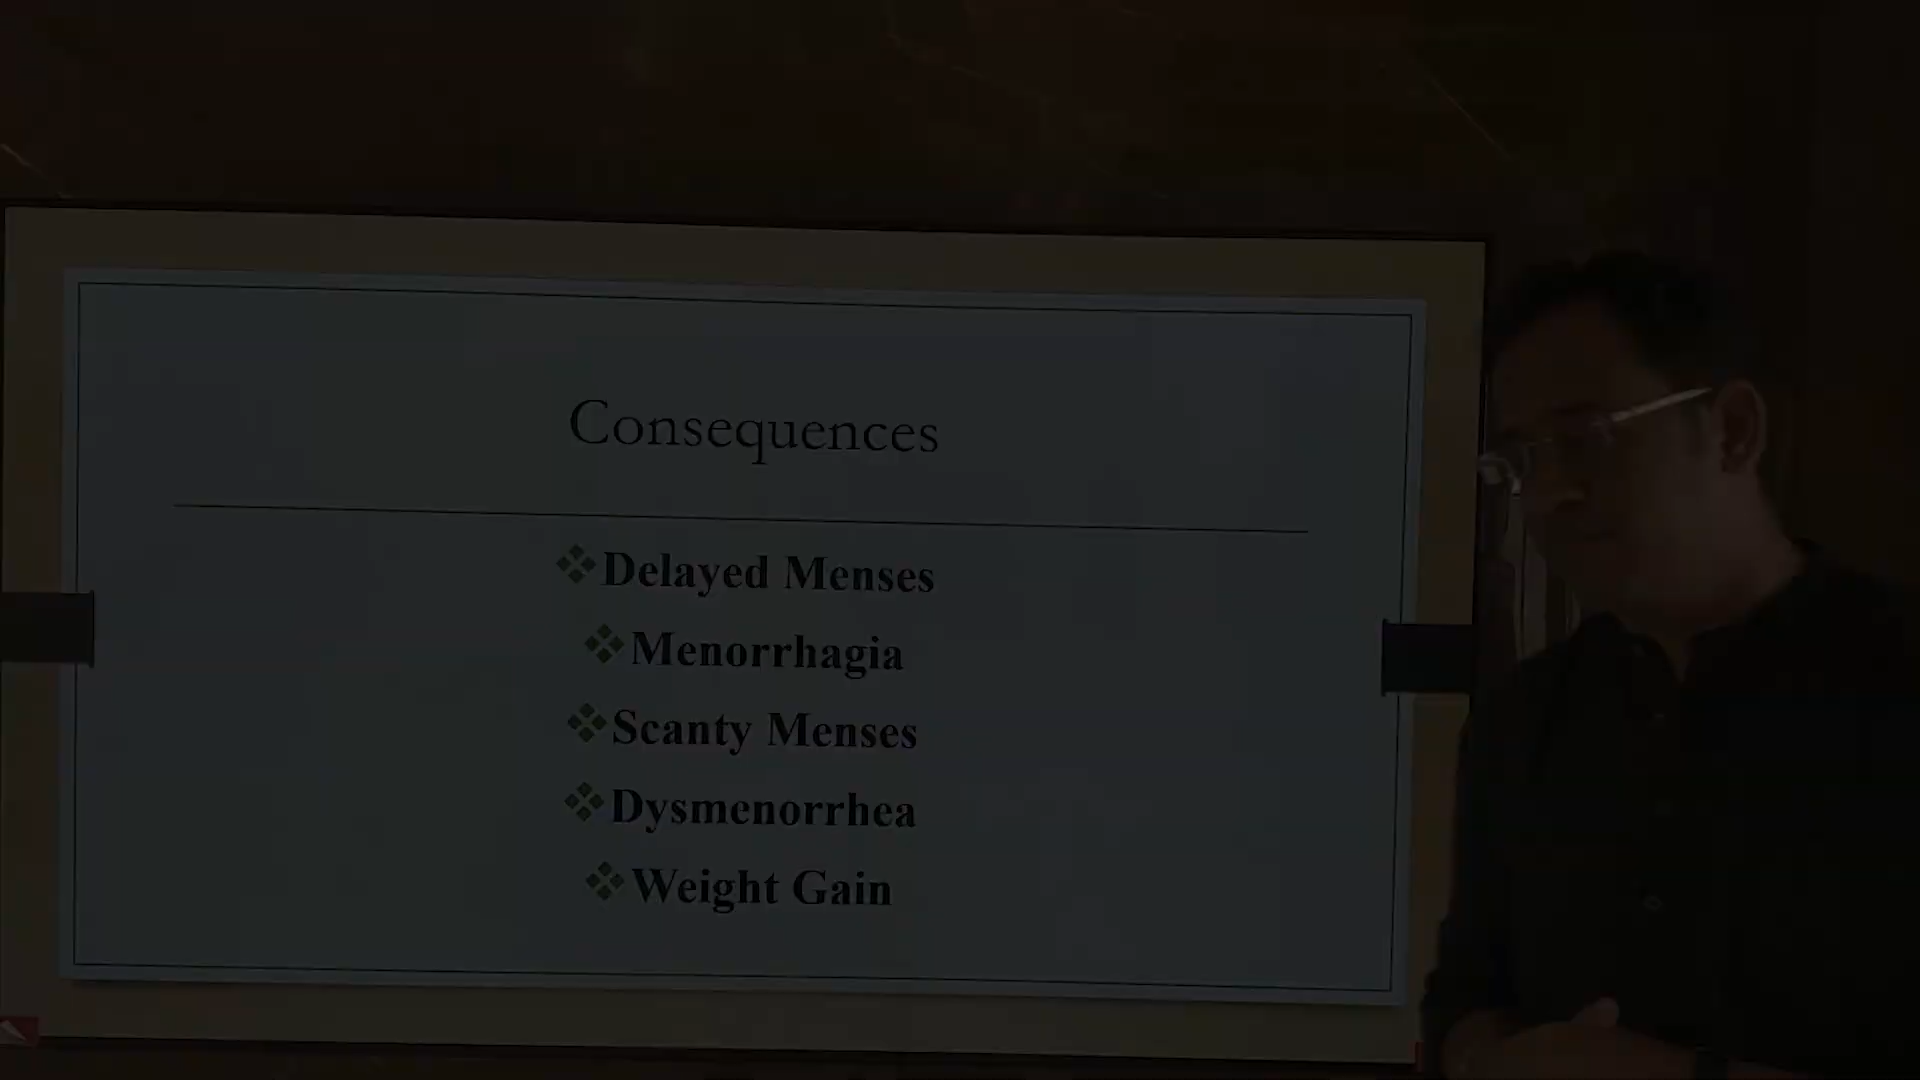 Consequences
Delayed Menses
Menorrhagia
Scanty Menses
Dysmenorrhea
Weight Gain